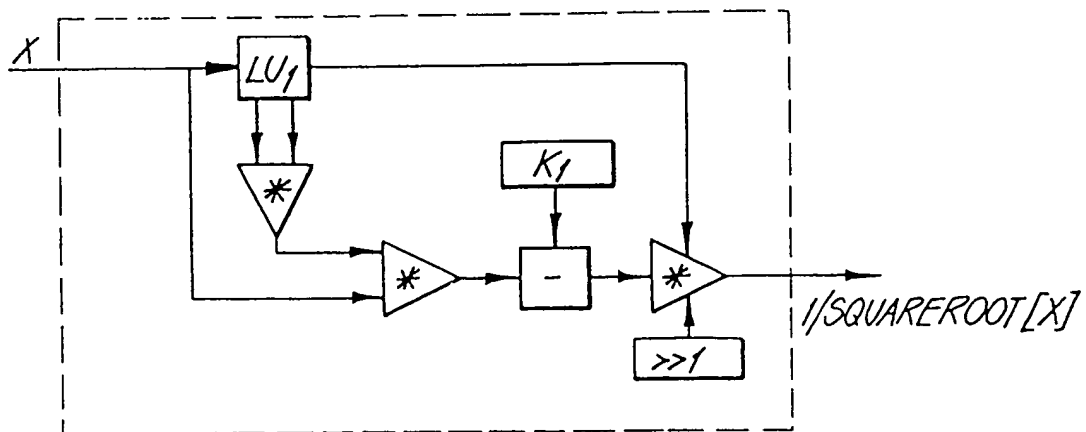 X
LU1
K1
*
*
-
*
1/SQUAREROOT[X]
>>1